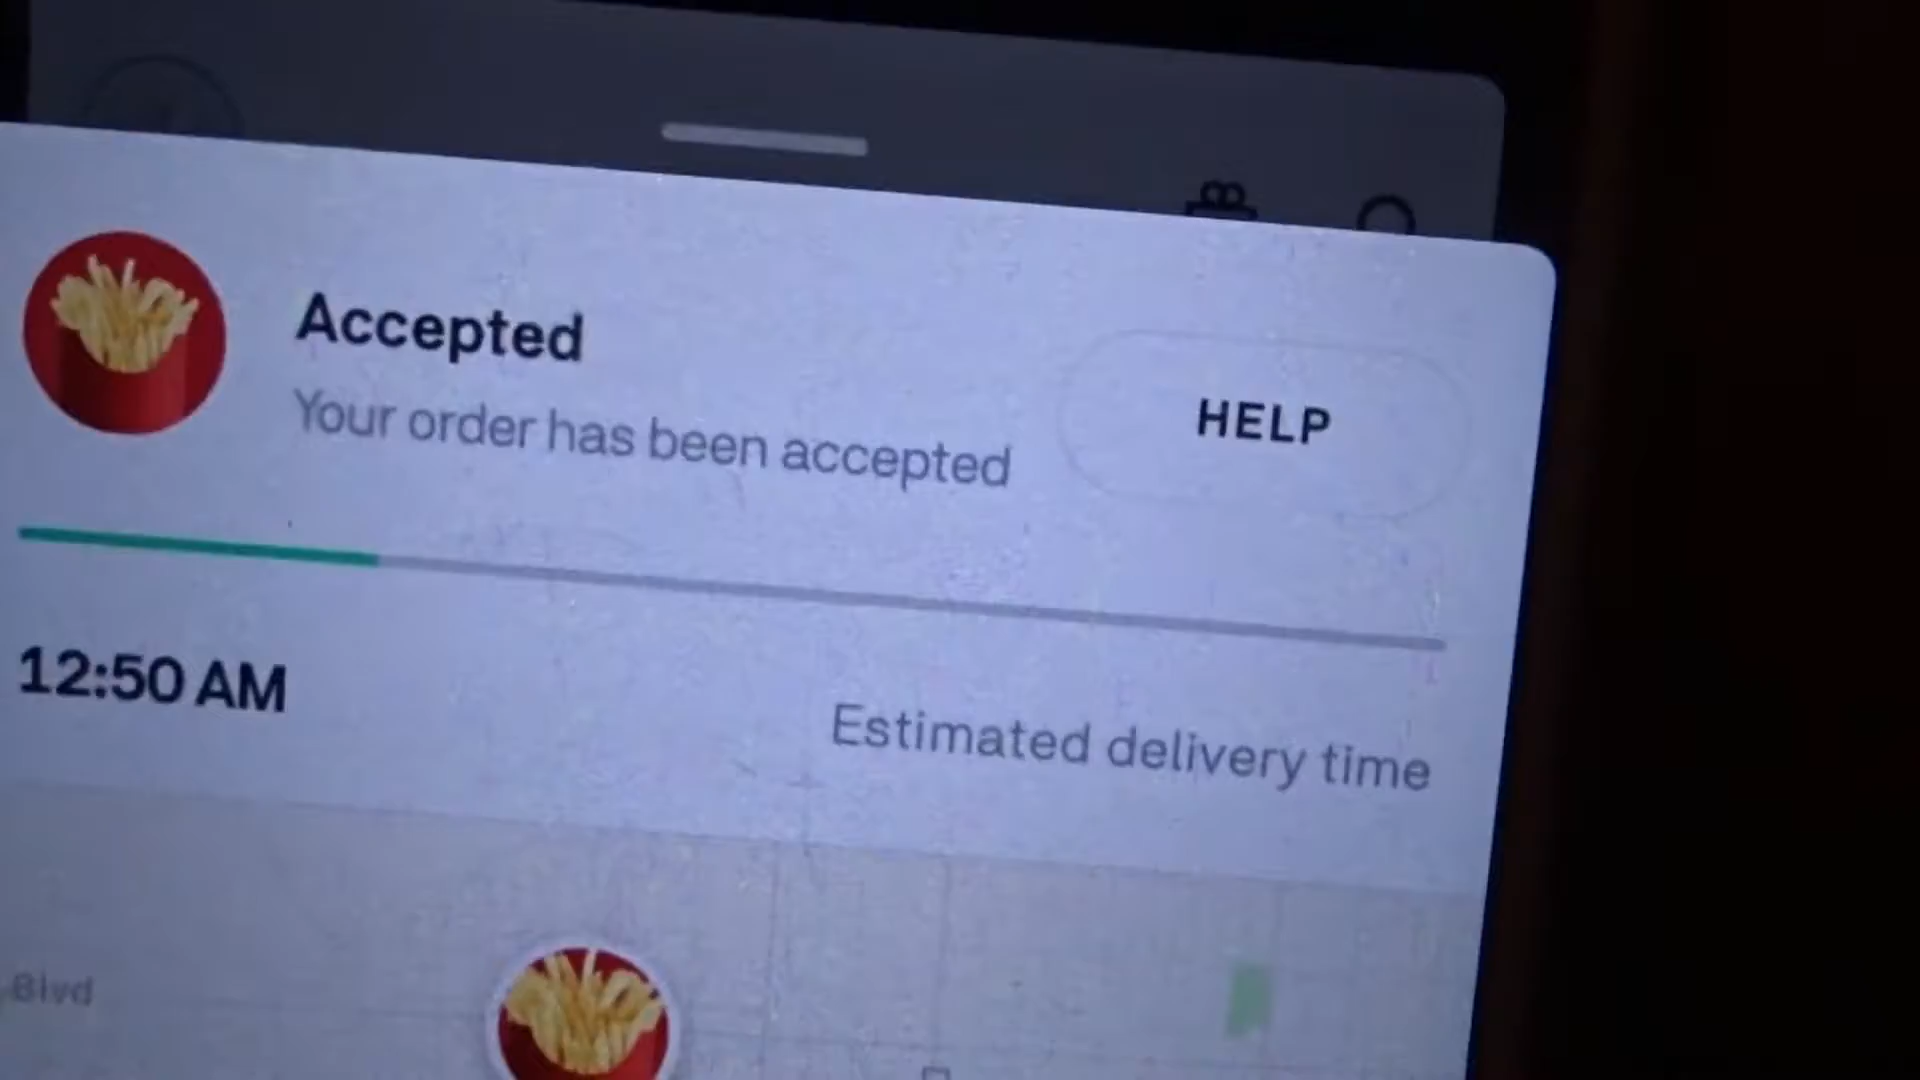 Accepted
Your order has been accepted
HELP
12:50 AM
Estimated delivery time
Blvd